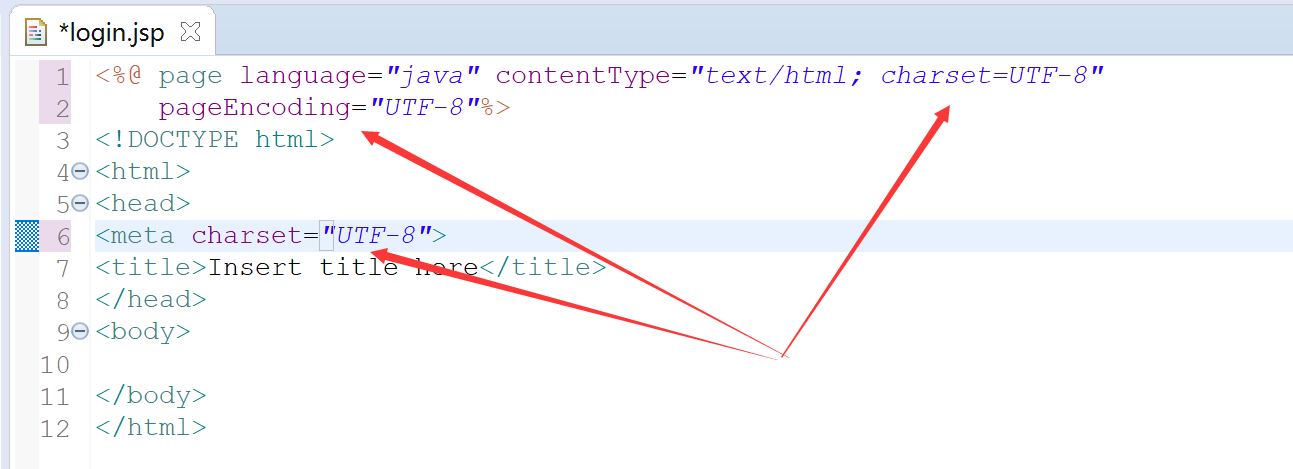 *login.jsp
1 <%@ page language="java" contentType="text/html; charset=UTF-8"
2     pageEncoding="UTF-8"%>
3 <!DOCTYPE html>
4 <html>
5 <head>
6 <meta charset="UTF-8">
7 <title>Insert title here</title>
8 </head>
9 <body>
10
11 </body>
12 </html>